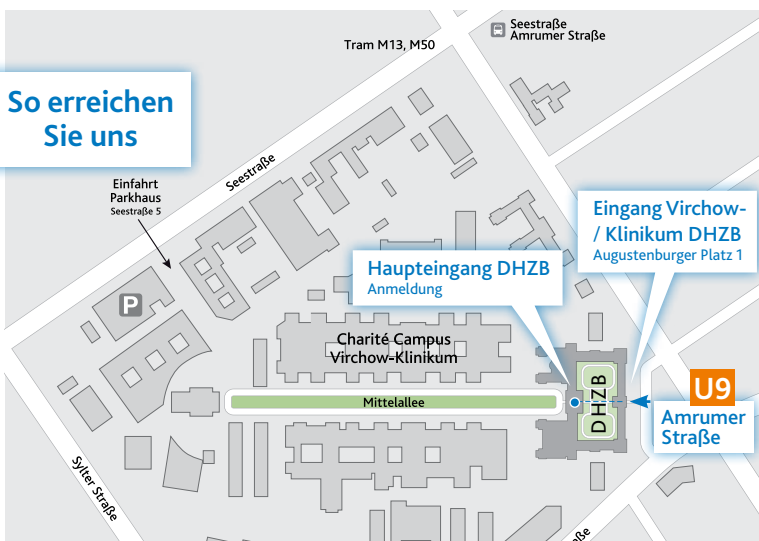 Seestraße
Amrumer Straße
Tram M13, M50
So erreichen
Sie uns
Seestraße
Einfahrt
Parkhaus
Seestraße 5
P
Eingang Virchow-
/ Klinikum DHZB
Augustenburger Platz 1
Haupteingang DHZB
Anmeldung
Charité Campus
Virchow-Klinikum
Mittelallee
DHZB
U9
Amrumer
Straße
Sylter Straße